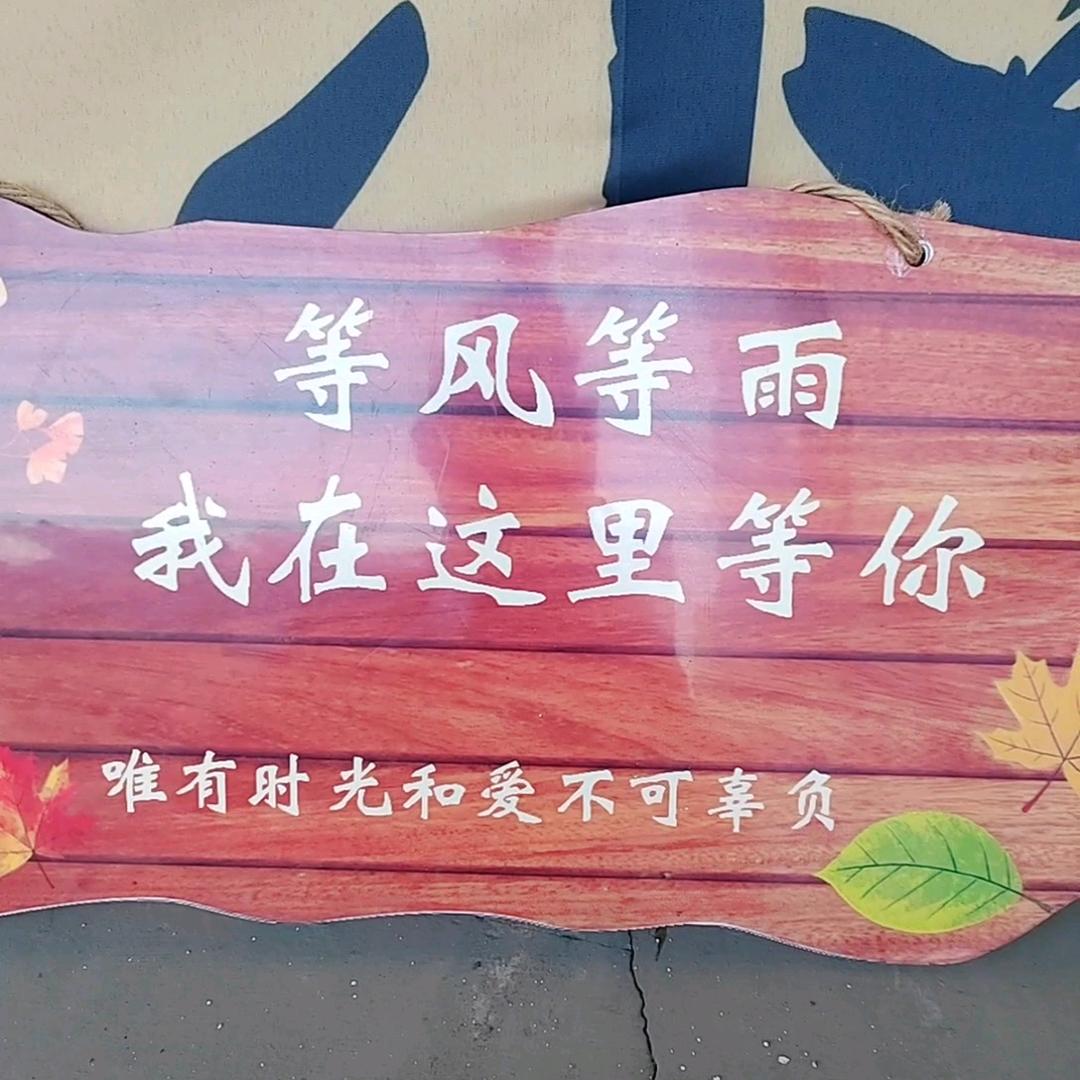 等风等雨
我在这里等你
唯有时光和爱不可辜负